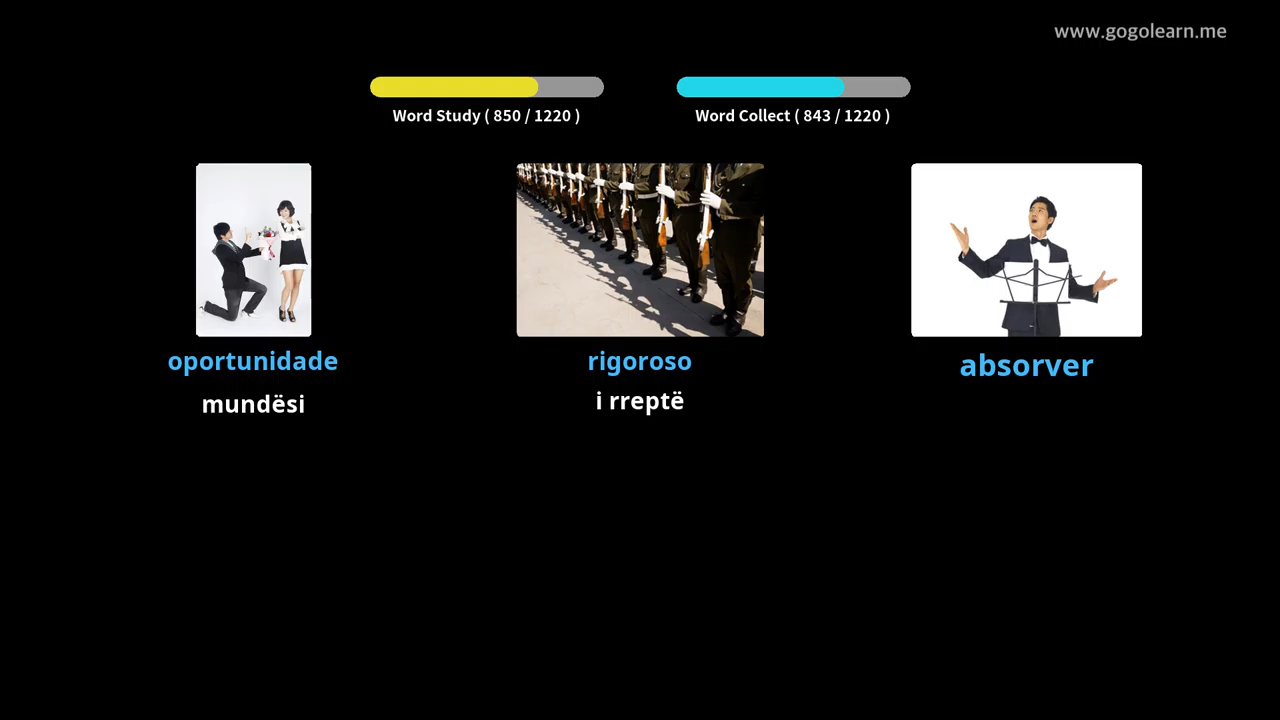 www.gogolearn.me
Word Study ( 850 / 1220 )
Word Collect ( 843 / 1220 )
oportunidade
mundësi
rigoroso
i rreptë
absorver